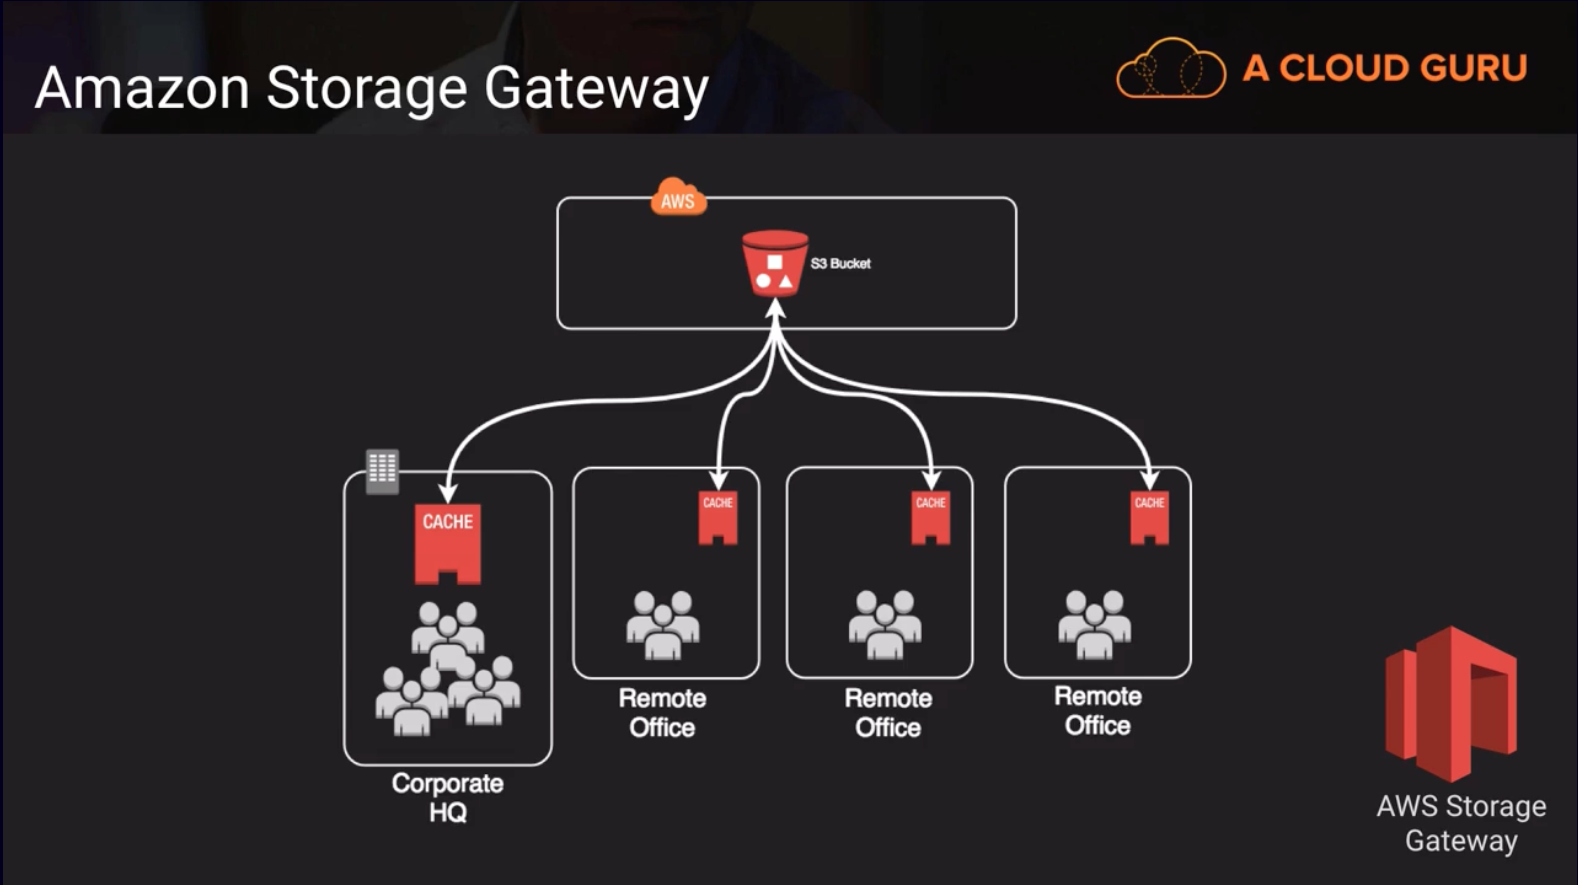 Amazon Storage Gateway
A CLOUD GURU
AWS
S3 Bucket
CACHE
CACHE
CACHE
CACHE
Remote
Office
Remote
Office
Remote
Office
Corporate
HQ
AWS Storage
Gateway